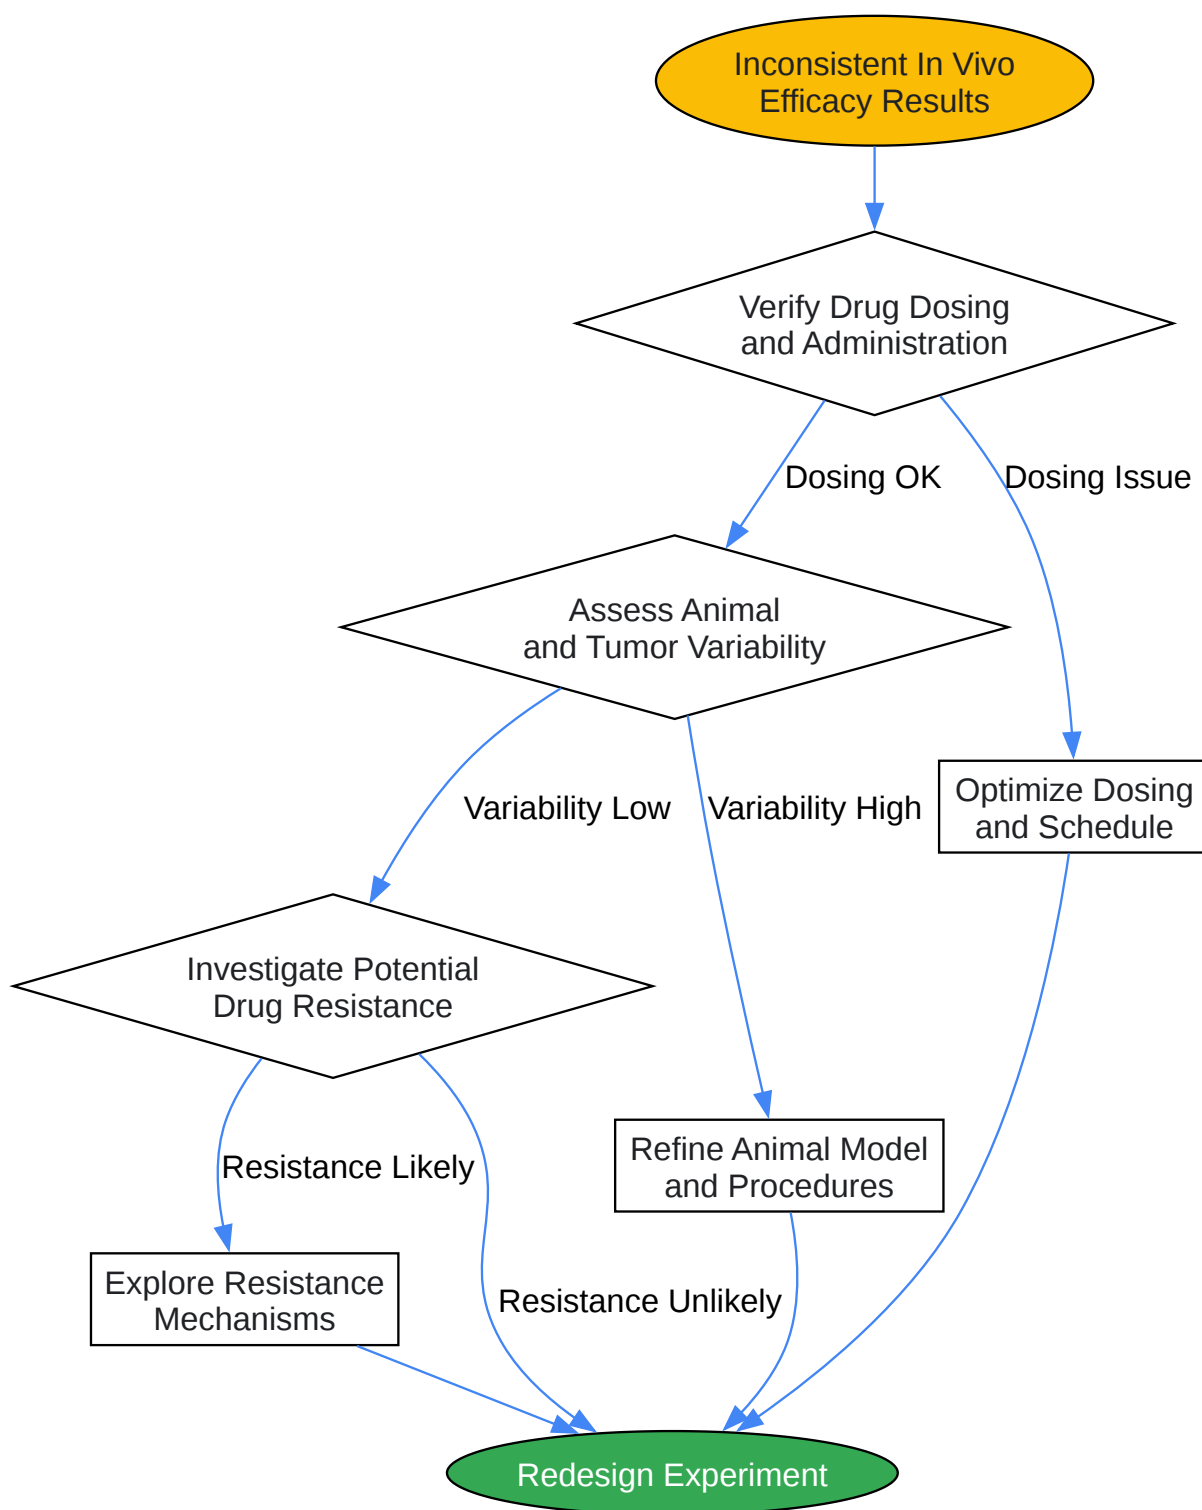 Inconsistent In Vivo
Efficacy Results
Verify Drug Dosing
and Administration
Dosing OK
Dosing Issue
Assess Animal
and Tumor Variability
Variability Low
Variability High
Optimize Dosing
and Schedule
Investigate Potential
Drug Resistance
Resistance Likely
Refine Animal Model
and Procedures
Explore Resistance
Mechanisms
Resistance Unlikely
Redesign Experiment